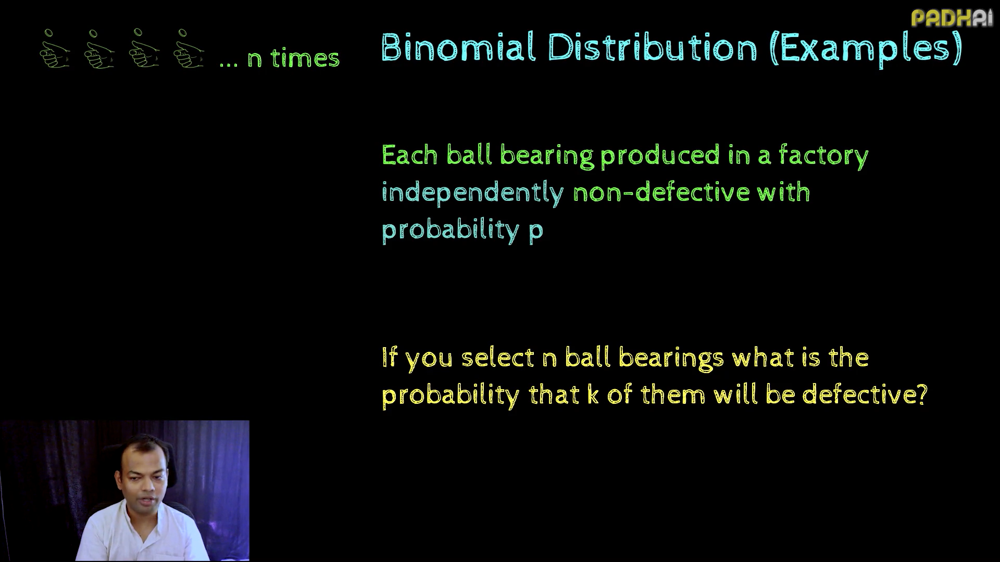 PADHAI
... n times
Binomial Distribution (Examples)
Each ball bearing produced in a factory
independently non-defective with
probability p
If you select n ball bearings what is the
probability that k of them will be defective?